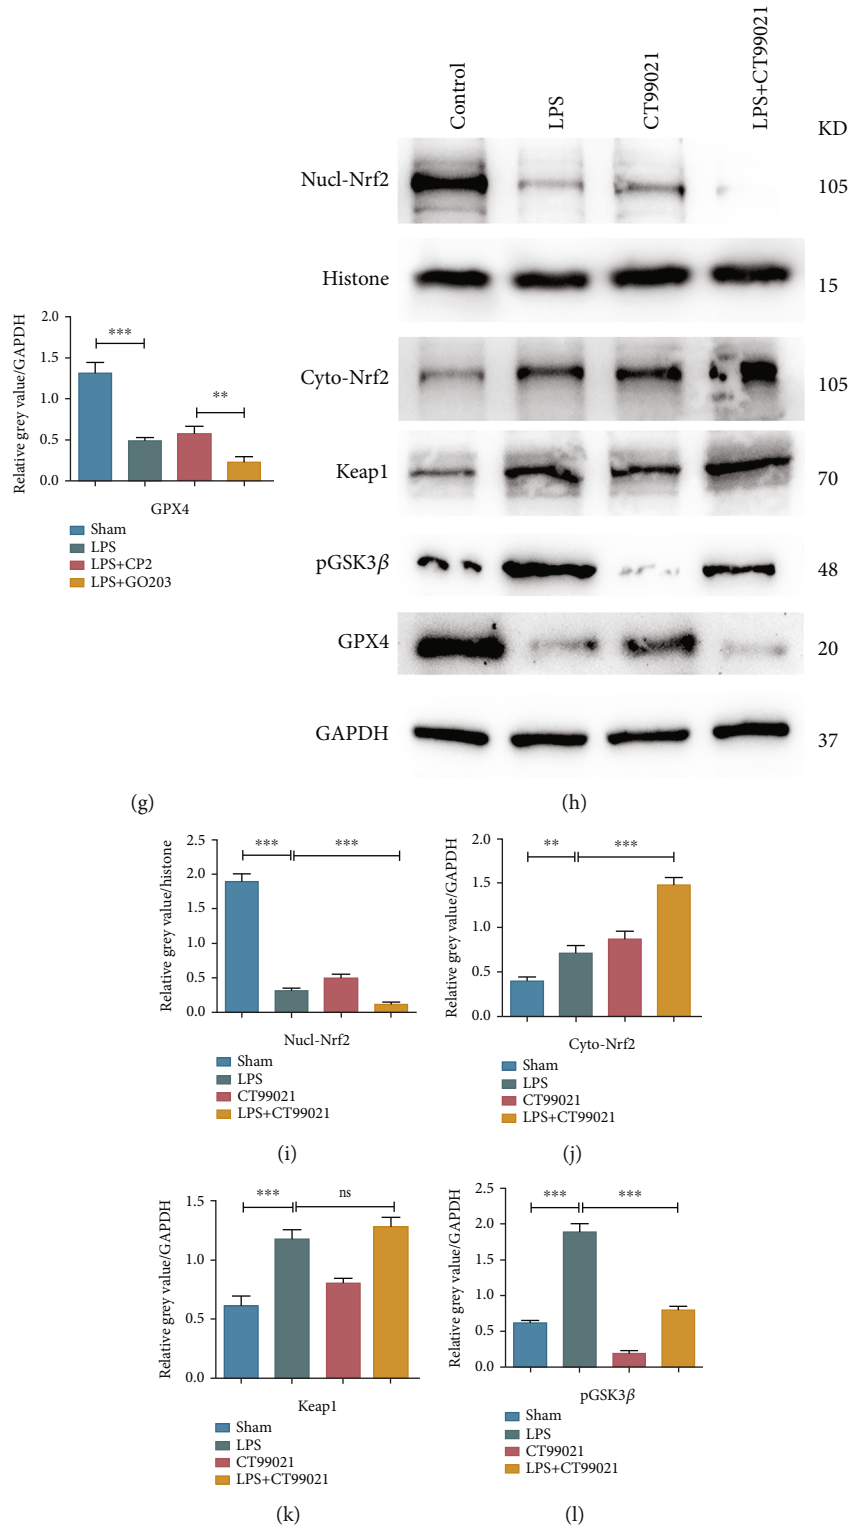 Control
LPS
CT99021
LPS+CT99021
KD
Nucl-Nrf2
105
Histone
15
Cyto-Nrf2
105
Keap1
70
pGSK3β
48
GPX4
20
GAPDH
37
(h)
Relative grey value/GAPDH
2.0
1.5
1.0
0.5
0.0
***
**
GPX4
Sham
LPS
LPS+CP2
LPS+GO203
(g)
Relative grey value/histone
2.5
2.0
1.5
1.0
0.5
0.0
***
***
Nucl-Nrf2
Sham
LPS
CT99021
LPS+CT99021
(i)
Relative grey value/GAPDH
2.0
1.5
1.0
0.5
0.0
**
***
Cyto-Nrf2
Sham
LPS
CT99021
LPS+CT99021
(j)
Relative grey value/GAPDH
1.5
1.0
0.5
0.0
***
ns
Keap1
Sham
LPS
CT99021
LPS+CT99021
(k)
Relative grey value/GAPDH
2.5
2.0
1.5
1.0
0.5
0.0
***
***
pGSK3β
Sham
LPS
CT99021
LPS+CT99021
(l)